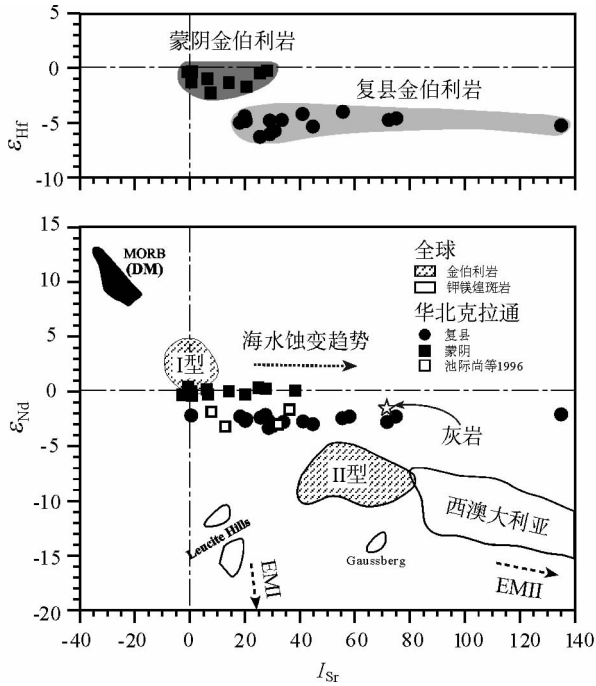 蒙阴金伯利岩
复县金伯利岩
5
0
-5
-10
εHf
15
10
5
0
-5
-10
-15
-20
εNd
MORB
(DM)
全球
金伯利岩
钾镁煌斑岩
华北克拉通
复县
蒙阴
池际尚等1996
I型
海水蚀变趋势
灰岩
II型
西澳大利亚
Leucite Hills
Gaussberg
EMI
EMII
-40 -20 0 20 40 60 80 100 120 140
ISr